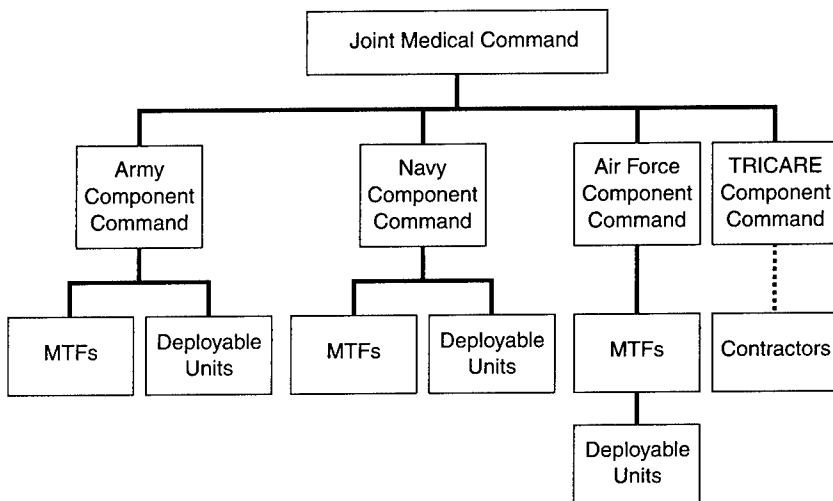 Joint Medical Command
Army
Component
Command
Navy
Component
Command
Air Force
Component
Command
TRICARE
Component
Command
MTFs
Deployable
Units
MTFs
Deployable
Units
MTFs
Contractors
Deployable
Units